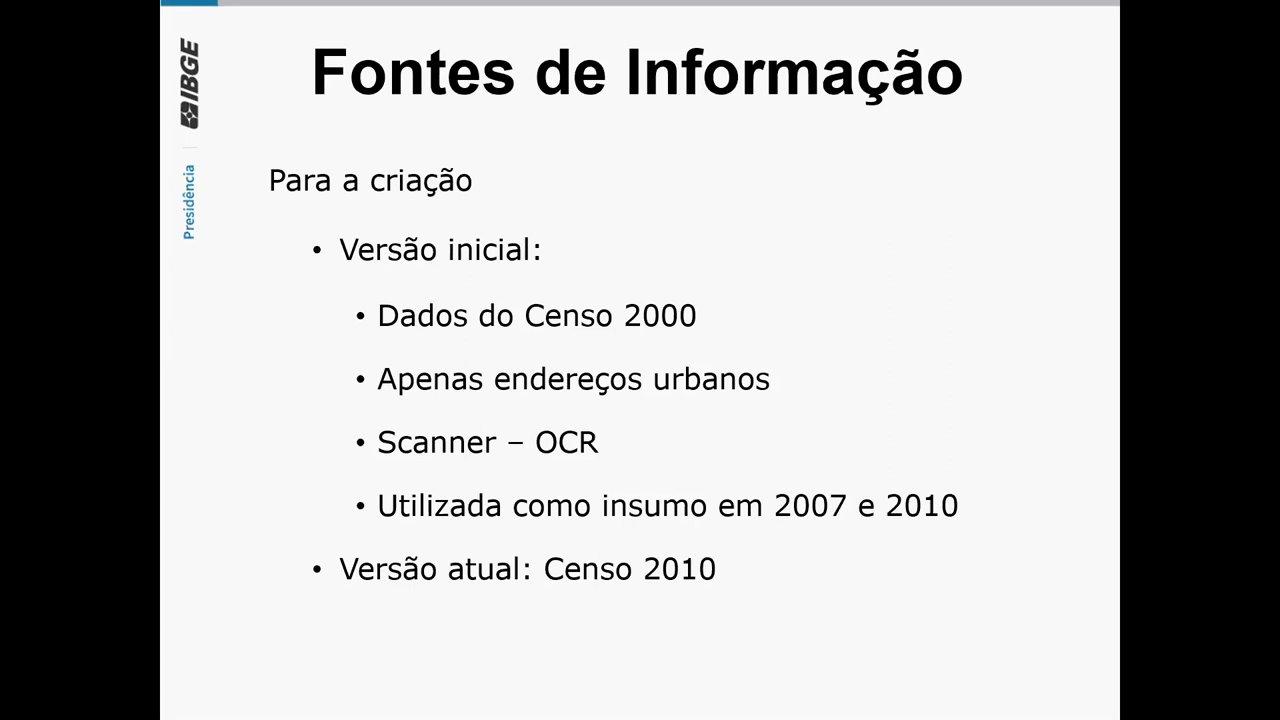 IBGE
Presidência
Fontes de Informação
Para a criação
• Versão inicial:
• Dados do Censo 2000
• Apenas endereços urbanos
• Scanner – OCR
• Utilizada como insumo em 2007 e 2010
• Versão atual: Censo 2010